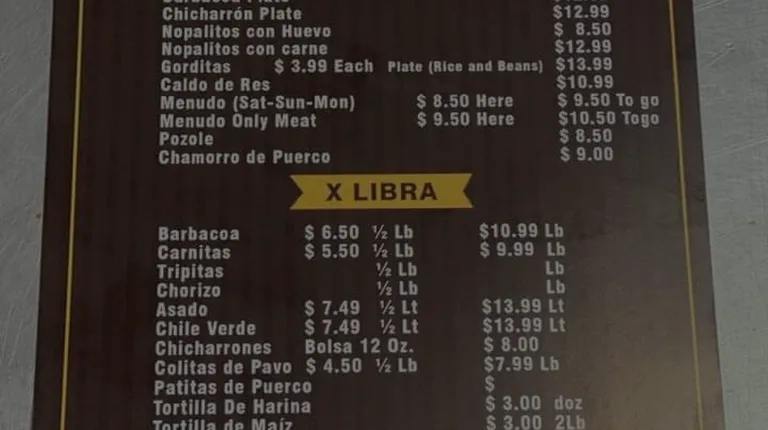 Chicharrón Plate $12.99
Nopalitos con Huevo $ 8.50
Nopalitos con carne $12.99
Gorditas $ 3.99 Each Plate (Rice and Beans) $13.99
Caldo de Res $10.99
Menudo (Sat-Sun-Mon) $ 8.50 Here $ 9.50 To go
Menudo Only Meat $ 9.50 Here $10.50 Togo
Pozole $ 8.50
Chamorro de Puerco $ 9.00
X LIBRA
Barbacoa $ 6.50 ½ Lb $10.99 Lb
Carnitas $ 5.50 ½ Lb $ 9.99 Lb
Tripitas ½ Lb Lb
Chorizo ½ Lb Lb
Asado $ 7.49 ½ Lt $13.99 Lt
Chile Verde $ 7.49 ½ Lt $13.99 Lt
Chicharrones Bolsa 12 Oz. $ 8.00
Colitas de Pavo $ 4.50 ½ Lb $7.99 Lb
Patitas de Puerco $
Tortilla De Harina $ 3.00 doz
Tortilla de Maíz $ 3.00 2Lb